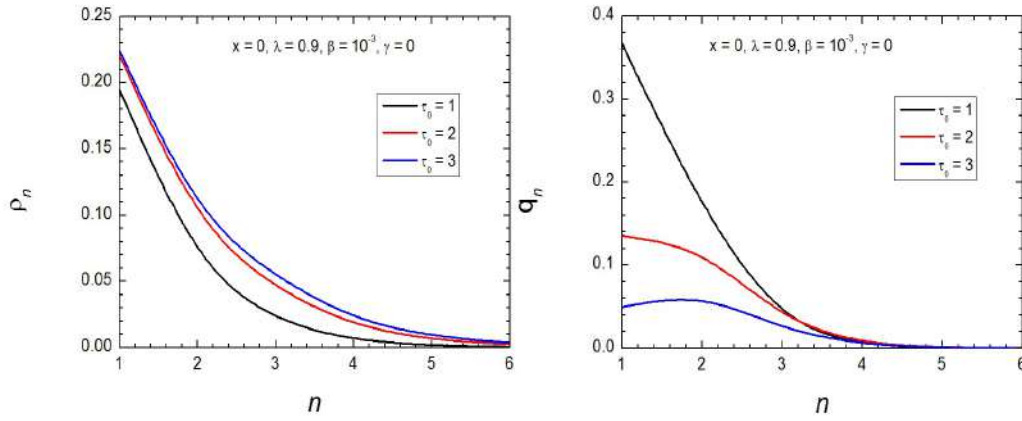 0.25
0.20
0.15
0.10
0.05
0.00
ρn
x = 0, λ = 0.9, β = 10⁻³, γ = 0
τ₀ = 1
τ₀ = 2
τ₀ = 3
1 2 3 4 5 6
n
0.4
0.3
0.2
0.1
0.0
qn
x = 0, λ = 0.9, β = 10⁻³, γ = 0
τ₀ = 1
τ₀ = 2
τ₀ = 3
1 2 3 4 5 6
n